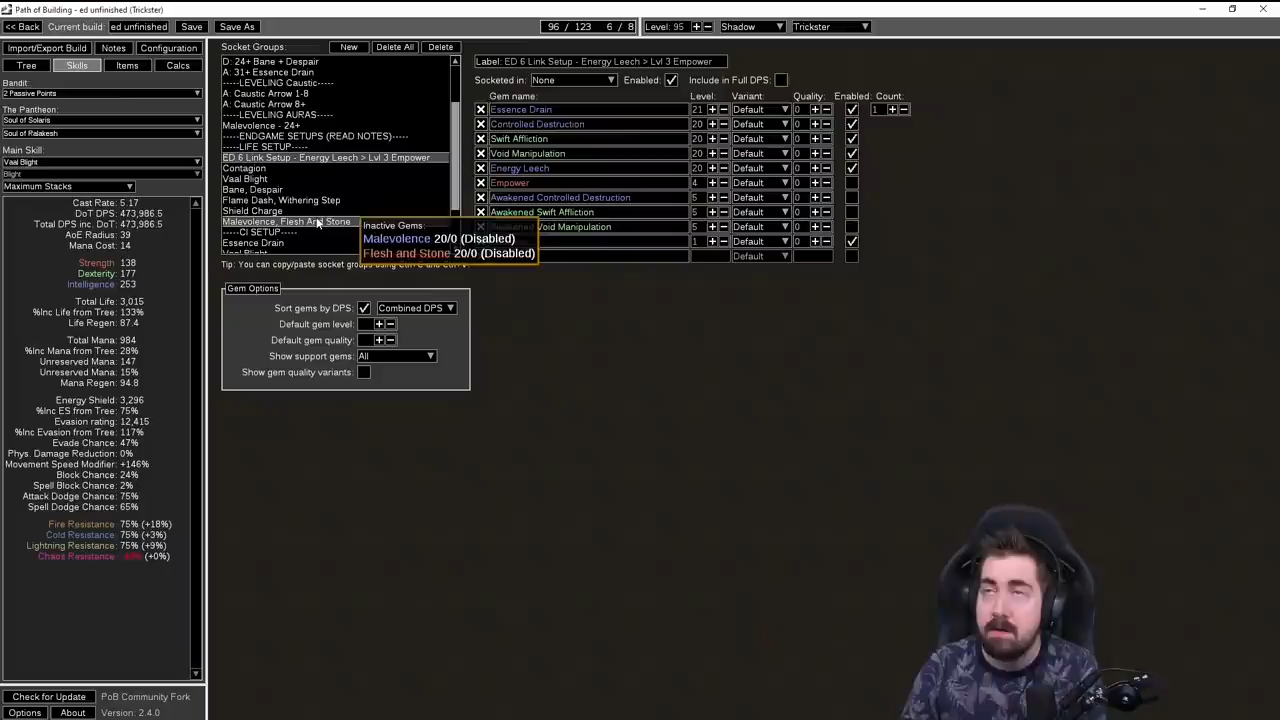 Path of Building - ed unfinished (Trickster)
<< Back Current build: ed unfinished Save Save As 96 / 123 6 / 8 Level: 95 + - Shadow Trickster
Import/Export Build Notes Configuration
Tree Skills Items Calcs
Bandit:
2 Passive Points
The Pantheon:
Soul of Solaris
Soul of Ralakesh
Main Skill:
Vaal Blight
Blight
Maximum Stacks
Cast Rate: 5.17
DoT DPS: 473,986.5
Total DPS inc. DoT: 473,986.5
AoE Radius: 39
Mana Cost: 14
Strength: 138
Dexterity: 177
Intelligence: 253
Total Life: 3,015
%Inc Life from Tree: 133%
Life Regen: 87.4
Total Mana: 984
%Inc Mana from Tree: 28%
Unreserved Mana: 147
Unreserved Mana: 15%
Mana Regen: 94.8
Energy Shield: 3,296
%Inc ES from Tree: 75%
Evasion rating: 12,415
%Inc Evasion from Tree: 117%
Evade Chance: 47%
Phys. Damage Reduction: 0%
Movement Speed Modifier: +146%
Block Chance: 24%
Spell Block Chance: 2%
Attack Dodge Chance: 75%
Spell Dodge Chance: 65%
Fire Resistance: 75% (+18%)
Cold Resistance: 75% (+3%)
Lightning Resistance: 75% (+9%)
Chaos Resistance: (+0%)
Check for Update PoB Community Fork
Options About Version: 2.4.0
Socket Groups: New Delete All Delete
D: 24+ Bane + Despair
A: 31+ Essence Drain
-----LEVELING Caustic-----
A: Caustic Arrow 1-8
A: Caustic Arrow 8+
-----LEVELING AURAS-----
Malevolence - 24+
-----ENDGAME SETUPS (READ NOTES)-----
-----LIFE SETUP-----
ED 6 Link Setup - Energy Leech > Lvl 3 Empower
Contagion
Vaal Blight
Bane, Despair
Flame Dash, Withering Step
Shield Charge
Malevolence, Flesh And Stone
-----CI SETUP-----
Essence Drain
Vaal Blight
Tip: You can copy/paste socket groups using Ctrl+C and Ctrl+V.
Inactive Gems:
Malevolence 20/0 (Disabled)
Flesh and Stone 20/0 (Disabled)
Gem Options
Sort gems by DPS: Combined DPS
Default gem level: + -
Default gem quality: + -
Show support gems: All
Show gem quality variants:
Label: ED 6 Link Setup - Energy Leech > Lvl 3 Empower
Socketed in: None Enabled: Include in Full DPS:
Gem name: Level: Variant: Quality: Enabled: Count:
Essence Drain 21 + - Default 0 + - 1 + -
Controlled Destruction 20 + - Default 0 + -
Swift Affliction 20 + - Default 0 + -
Void Manipulation 20 + - Default 0 + -
Energy Leech 20 + - Default 0 + -
Empower 4 + - Default 0 + -
Awakened Controlled Destruction 5 + - Default 0 + -
Awakened Swift Affliction 5 + - Default 0 + -
Void Manipulation 5 + - Default 0 + -
1 + - Default 0 + -
+ - Default + -